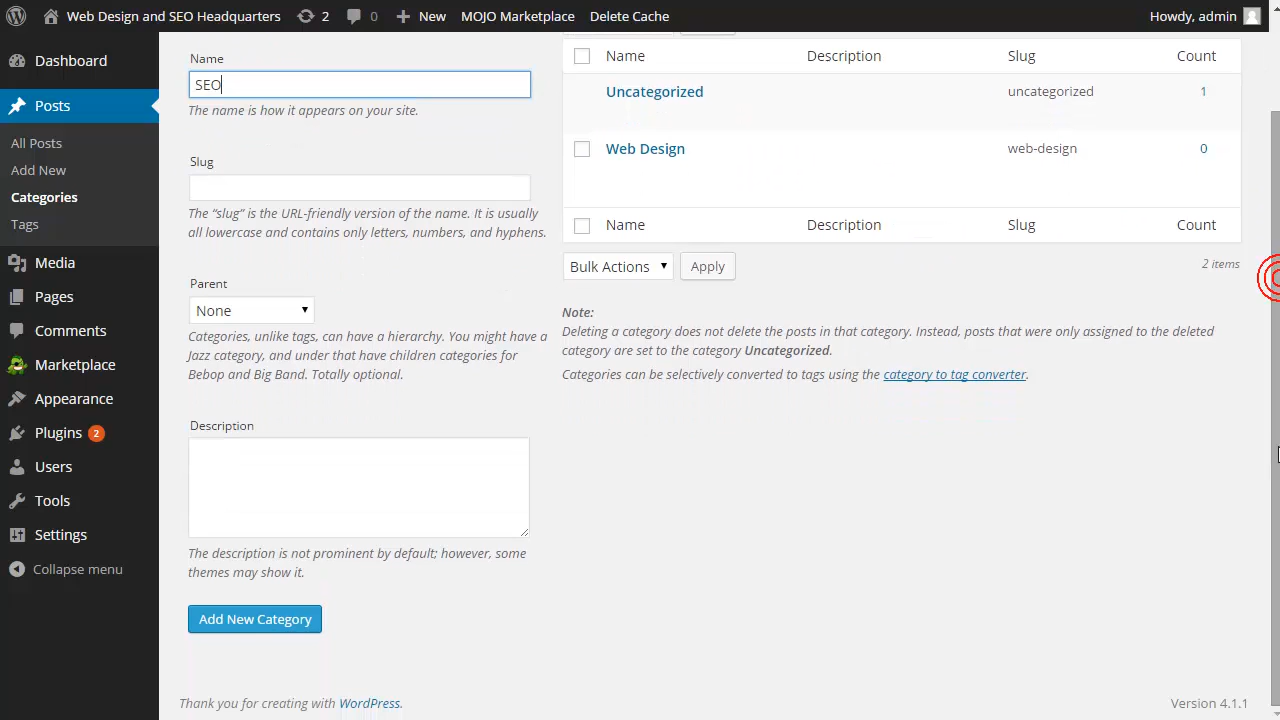 Web Design and SEO Headquarters 2 0 New MOJO Marketplace Delete Cache Howdy, admin
Dashboard
Posts
All Posts
Add New
Categories
Tags
Media
Pages
Comments
Marketplace
Appearance
Plugins 2
Users
Tools
Settings
Collapse menu
Name
SEO
The name is how it appears on your site.
Slug
The “slug” is the URL-friendly version of the name. It is usually
all lowercase and contains only letters, numbers, and hyphens.
Parent
None
Categories, unlike tags, can have a hierarchy. You might have a
Jazz category, and under that have children categories for
Bebop and Big Band. Totally optional.
Description
The description is not prominent by default; however, some
themes may show it.
Add New Category
Name Description Slug Count
Uncategorized uncategorized 1
Web Design web-design 0
Name Description Slug Count
Bulk Actions Apply 2 items
Note:
Deleting a category does not delete the posts in that category. Instead, posts that were only assigned to the deleted
category are set to the category Uncategorized.
Categories can be selectively converted to tags using the category to tag converter.
Thank you for creating with WordPress. Version 4.1.1